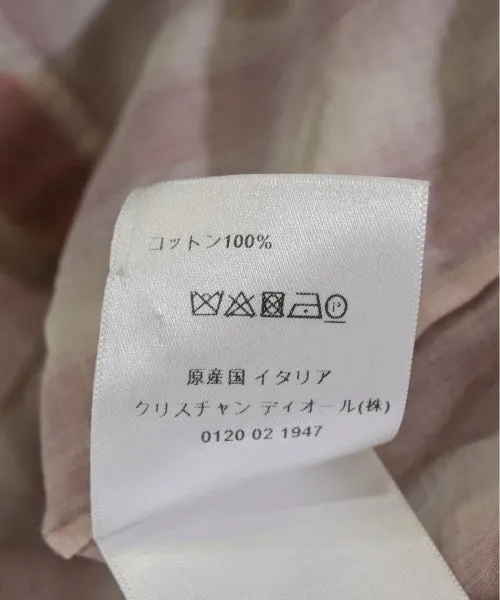 コットン100%
P
原産国 イタリア
クリスチャン ディオール(株)
0120 02 1947